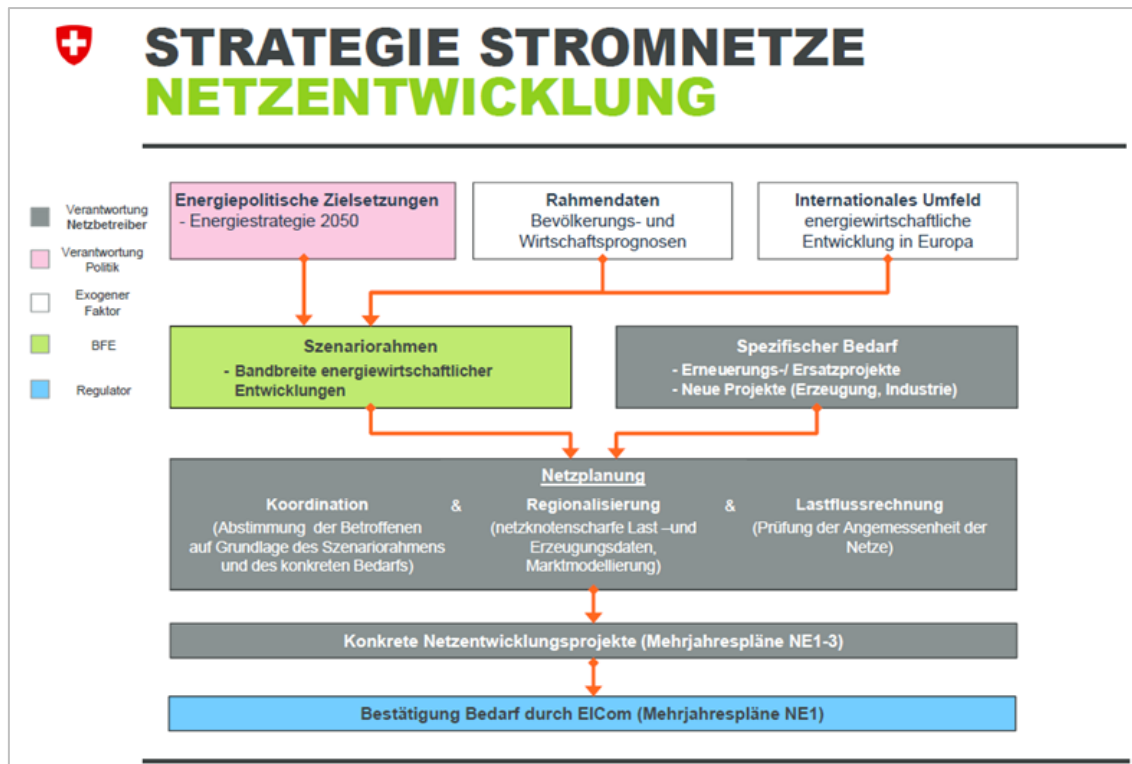 STRATEGIE STROMNETZE
NETZENTWICKLUNG
Verantwortung
Netzbetreiber
Verantwortung
Politik
Exogener
Faktor
BFE
Regulator
Energiepolitische Zielsetzungen
- Energiestrategie 2050
Rahmendaten
Bevölkerungs- und
Wirtschaftsprognosen
Internationales Umfeld
energiewirtschaftliche
Entwicklung in Europa
Szenariorahmen
- Bandbreite energiewirtschaftlicher
Entwicklungen
Spezifischer Bedarf
- Erneuerungs-/ Ersatzprojekte
- Neue Projekte (Erzeugung, Industrie)
Netzplanung
Koordination & Regionalisierung & Lastflussrechnung
(Abstimmung der Betroffenen
auf Grundlage des Szenariorahmens
und des konkreten Bedarfs)
(netzknotenscharfe Last –und
Erzeugungsdaten,
Marktmodellierung)
(Prüfung der Angemessenheit der
Netze)
Konkrete Netzentwicklungsprojekte (Mehrjahrespläne NE1-3)
Bestätigung Bedarf durch ElCom (Mehrjahrespläne NE1)